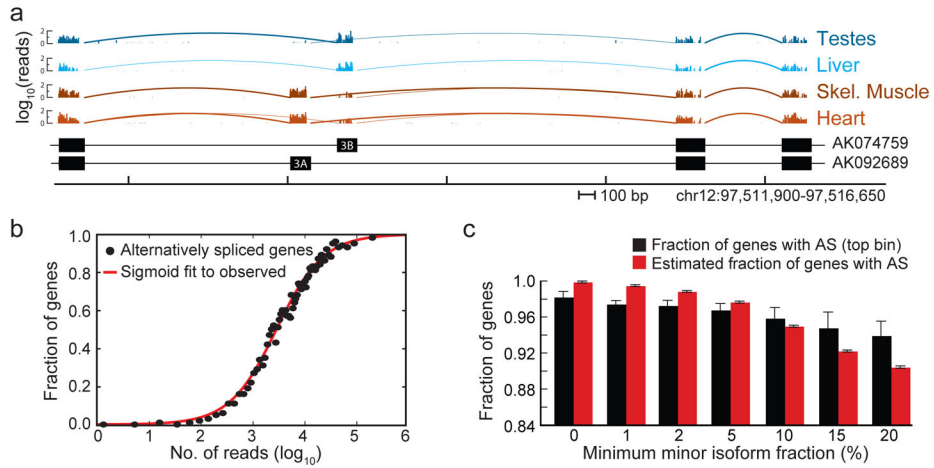 a
log10(reads)
2
0
Testes
2
0
Liver
2
0
Skel. Muscle
2
0
Heart
3B
AK074759
3A
AK092689
100 bp
chr12:97,511,900-97,516,650
b
Alternatively spliced genes
Sigmoid fit to observed
Fraction of genes
1.0
0.8
0.6
0.4
0.2
0.0
0 1 2 3 4 5 6
No. of reads (log10)
c
Fraction of genes with AS (top bin)
Estimated fraction of genes with AS
Fraction of genes
1.0
0.96
0.92
0.88
0.84
0 1 2 5 10 15 20
Minimum minor isoform fraction (%)